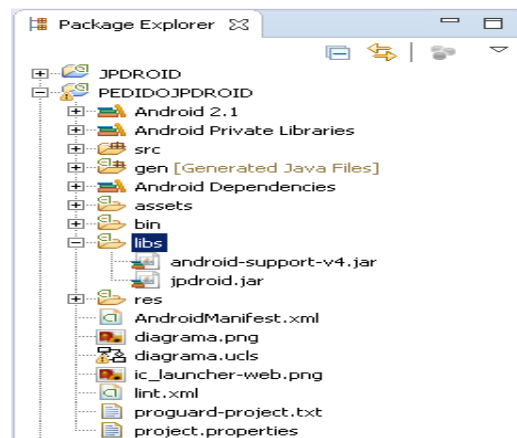 Package Explorer
JPDROID
PEDIDOJPDROID
Android 2.1
Android Private Libraries
src
gen [Generated Java Files]
Android Dependencies
assets
bin
libs
android-support-v4.jar
jpdroid.jar
res
AndroidManifest.xml
diagrama.png
diagrama.ucls
ic_launcher-web.png
lint.xml
proguard-project.txt
project.properties